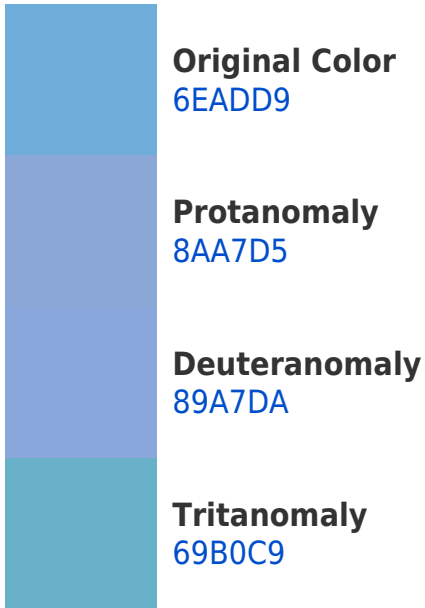 Original Color
6EADD9
Protanomaly
8AA7D5
Deuteranomaly
89A7DA
Tritanomaly
69B0C9